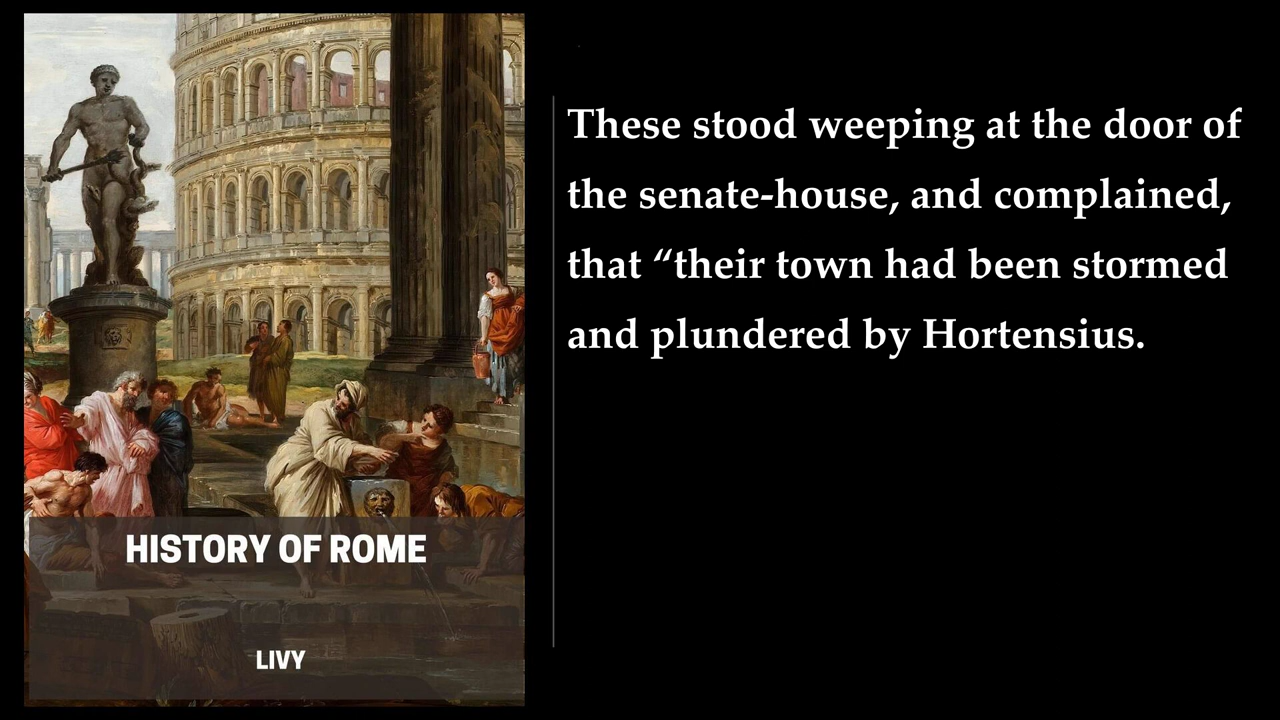 HISTORY OF ROME
LIVY
These stood weeping at the door of
the senate-house, and complained,
that “their town had been stormed
and plundered by Hortensius.